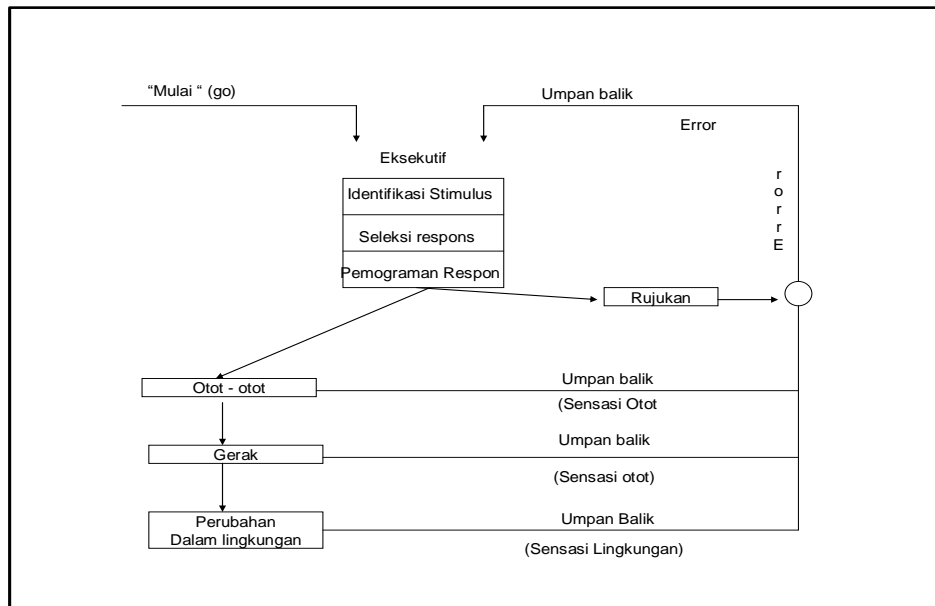 “Mulai “ (go)
Umpan balik
Error
Eksekutif
Identifikasi Stimulus
Seleksi respons
Pemograman Respon
Error
Rujukan
Otot - otot
Umpan balik
(Sensasi Otot
Gerak
Umpan balik
(Sensasi otot)
Perubahan
Dalam lingkungan
Umpan Balik
(Sensasi Lingkungan)